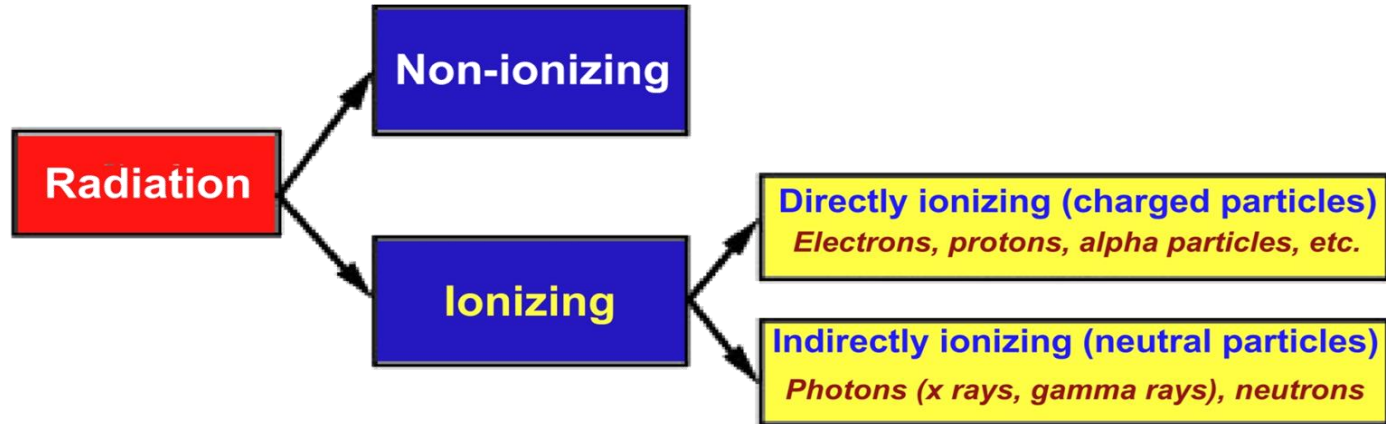 Non-ionizing
Radiation
Directly ionizing (charged particles)
Electrons, protons, alpha particles, etc.
Ionizing
Indirectly ionizing (neutral particles)
Photons (x rays, gamma rays), neutrons